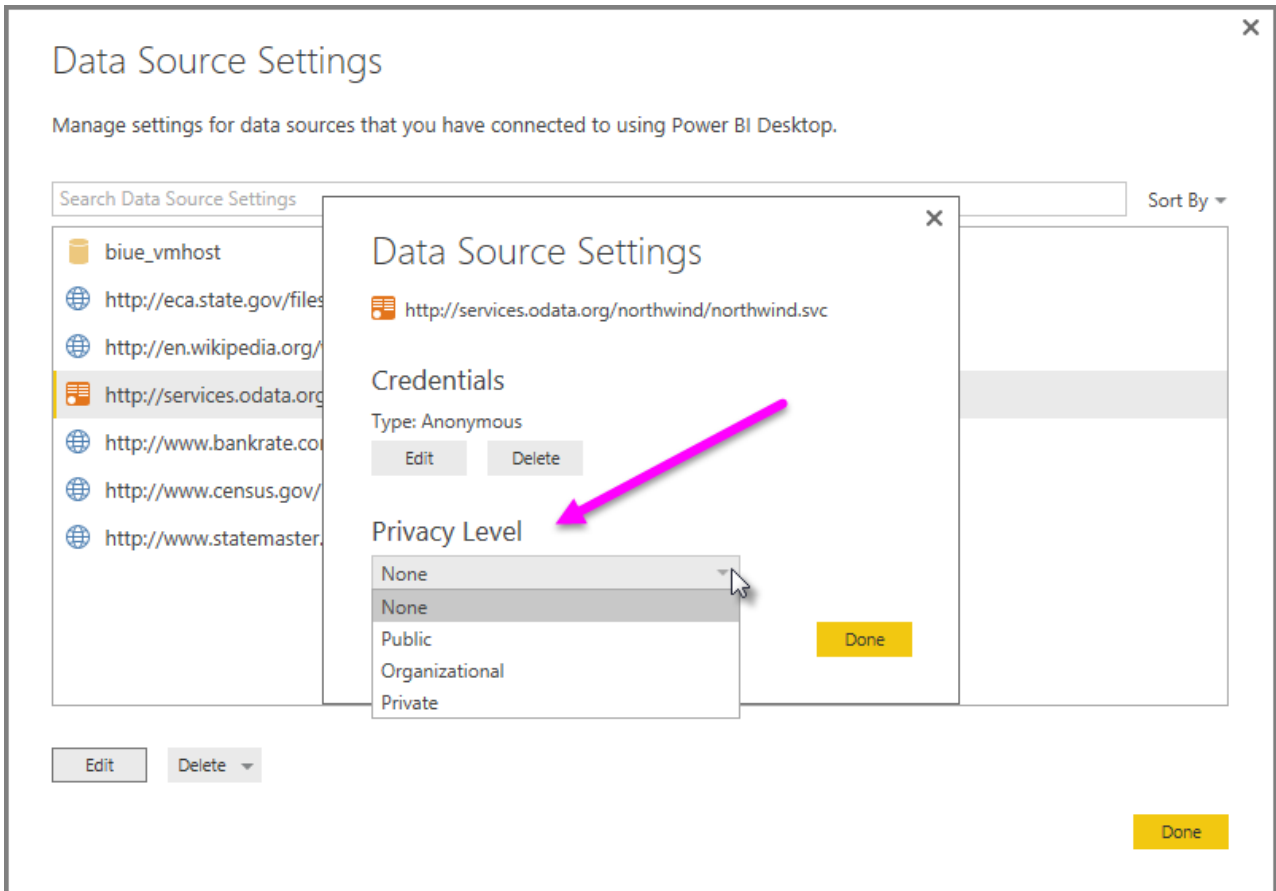 Data Source Settings
Manage settings for data sources that you have connected to using Power BI Desktop.
Search Data Source Settings
Sort By
biue_vmhost
http://eca.state.gov/files
http://en.wikipedia.org/
http://services.odata.org
http://www.bankrate.co
http://www.census.gov/
http://www.statemaster.
Data Source Settings
http://services.odata.org/northwind/northwind.svc
Credentials
Type: Anonymous
Edit Delete
Privacy Level
None
None
Public
Organizational
Private
Done
Edit Delete
Done